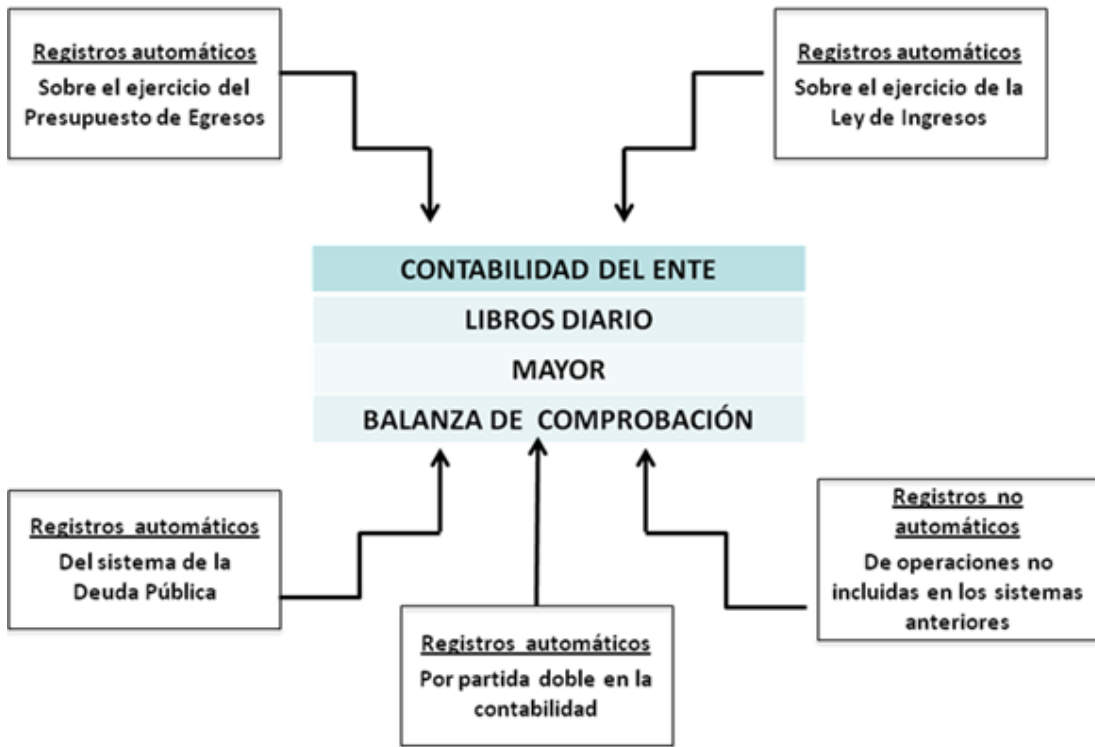 Registros automáticos
Sobre el ejercicio del
Presupuesto de Egresos
Registros automáticos
Sobre el ejercicio de la
Ley de Ingresos
CONTABILIDAD DEL ENTE
LIBROS DIARIO
MAYOR
BALANZA DE COMPROBACIÓN
Registros automáticos
Del sistema de la
Deuda Pública
Registros automáticos
Por partida doble en la
contabilidad
Registros no
automáticos
De operaciones no
incluidas en los sistemas
anteriores